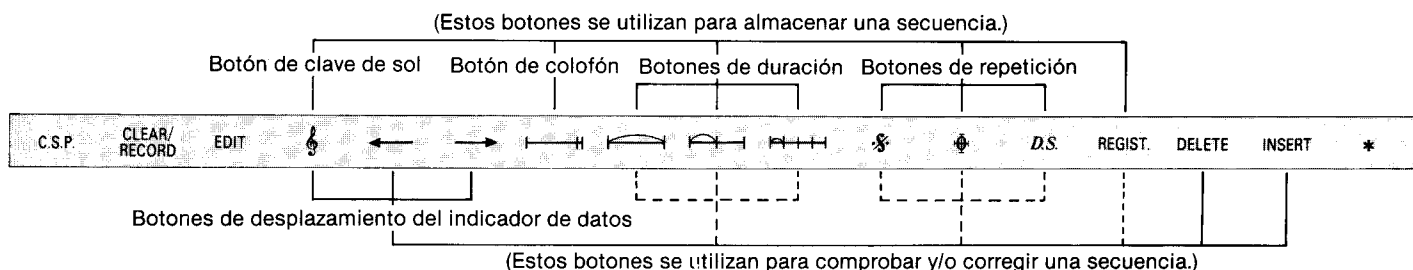 (Estos botones se utilizan para almacenar una secuencia.)
Botón de clave de sol Botón de colofón Botones de duración Botones de repetición
C.S.P. CLEAR/ RECORD EDIT D.S. REGIST. DELETE INSERT *
Botones de desplazamiento del indicador de datos
(Estos botones se utilizan para comprobar y/o corregir una secuencia.)